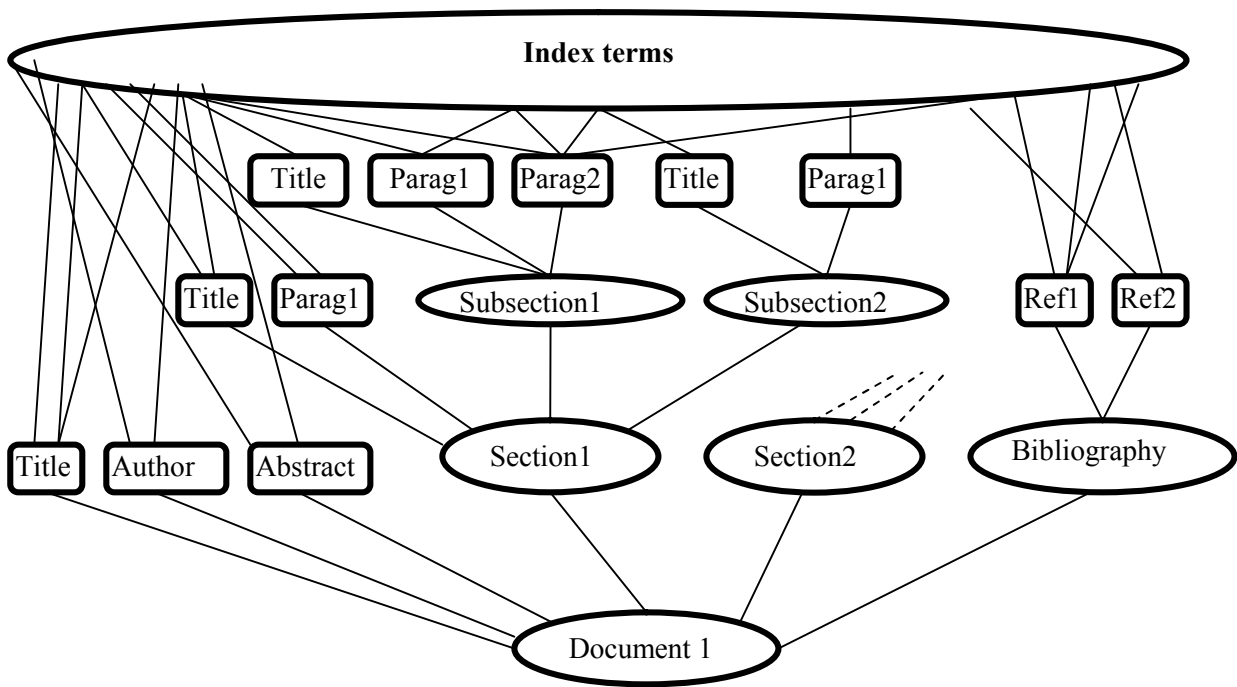 Index terms
Title
Parag1
Parag2
Title
Parag1
Title
Parag1
Subsection1
Subsection2
Ref1
Ref2
Title
Author
Abstract
Section1
Section2
Bibliography
Document 1